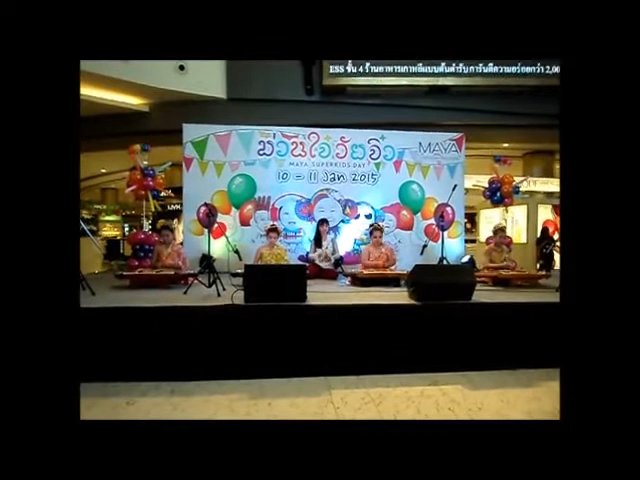 ESS ชั้น 4 ร้านอาหารเกาหลีแบบต้นตำรับ การันตีความอร่อยกว่า 2,0
ม่วนใจ๋วัยจิ๋ว
MAYA
MAYA SUPERKIDS DAY
10 - 11 JAN 2015